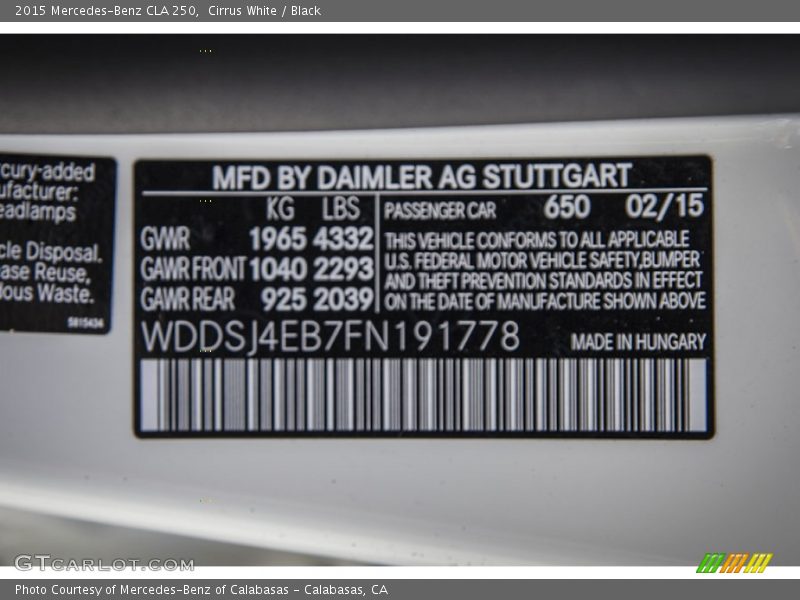 2015 Mercedes-Benz CLA 250,  Cirrus White / Black
cury-added
ufacturer:
eadlamps
cle Disposal.
ase Reuse,
dous Waste.
5815434
MFD BY DAIMLER AG STUTTGART
KG LBS PASSENGER CAR 650 02/15
GVWR 1965 4332
GAWR FRONT 1040 2293
GAWR REAR 925 2039
THIS VEHICLE CONFORMS TO ALL APPLICABLE
U.S. FEDERAL MOTOR VEHICLE SAFETY,BUMPER
AND THEFT PREVENTION STANDARDS IN EFFECT
ON THE DATE OF MANUFACTURE SHOWN ABOVE
WDDSJ4EB7FN191778 MADE IN HUNGARY
GTCARLOT.COM
Photo Courtesy of Mercedes-Benz of Calabasas - Calabasas, CA